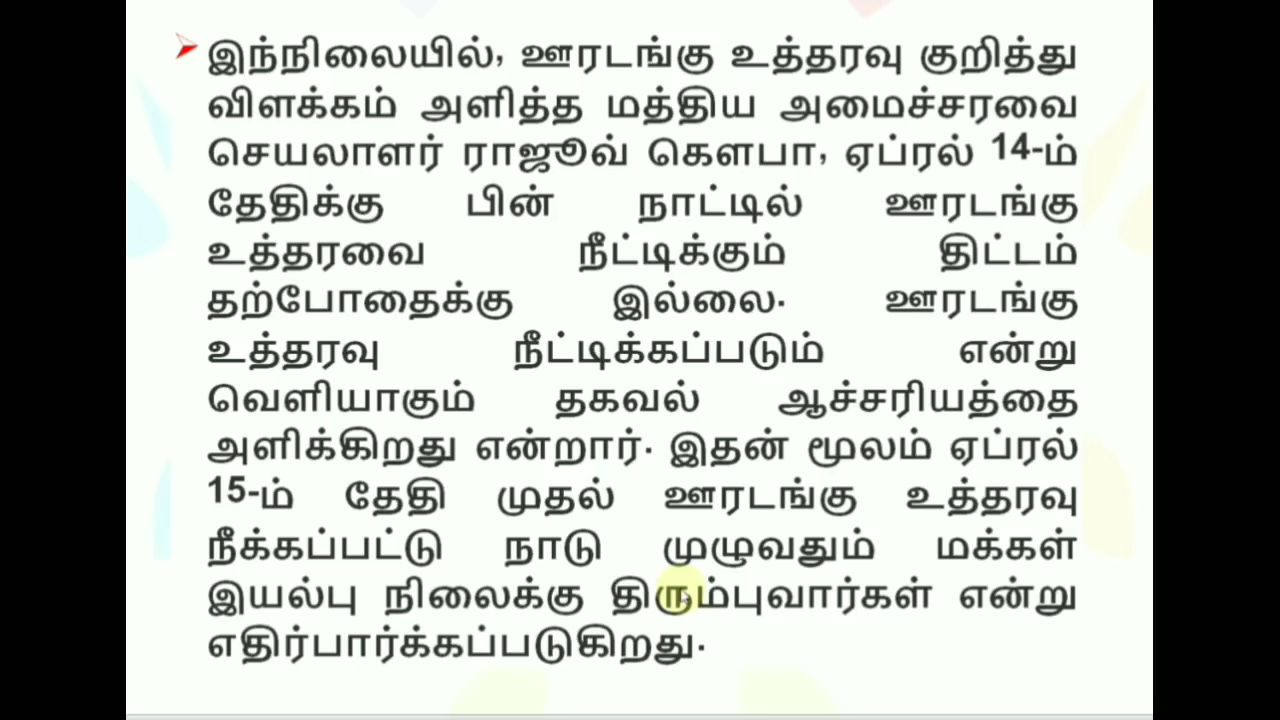 இந்நிலையில், ஊரடங்கு உத்தரவு குறித்து
விளக்கம் அளித்த மத்திய அமைச்சரவை
செயலாளர் ராஜூவ் கௌபா, ஏப்ரல் 14-ம்
தேதிக்கு பின் நாட்டில் ஊரடங்கு
உத்தரவை நீட்டிக்கும் திட்டம்
தற்போதைக்கு இல்லை. ஊரடங்கு
உத்தரவு நீட்டிக்கப்படும் என்று
வெளியாகும் தகவல் ஆச்சரியத்தை
அளிக்கிறது என்றார். இதன் மூலம் ஏப்ரல்
15-ம் தேதி முதல் ஊரடங்கு உத்தரவு
நீக்கப்பட்டு நாடு முழுவதும் மக்கள்
இயல்பு நிலைக்கு திரும்புவார்கள் என்று
எதிர்பார்க்கப்படுகிறது.